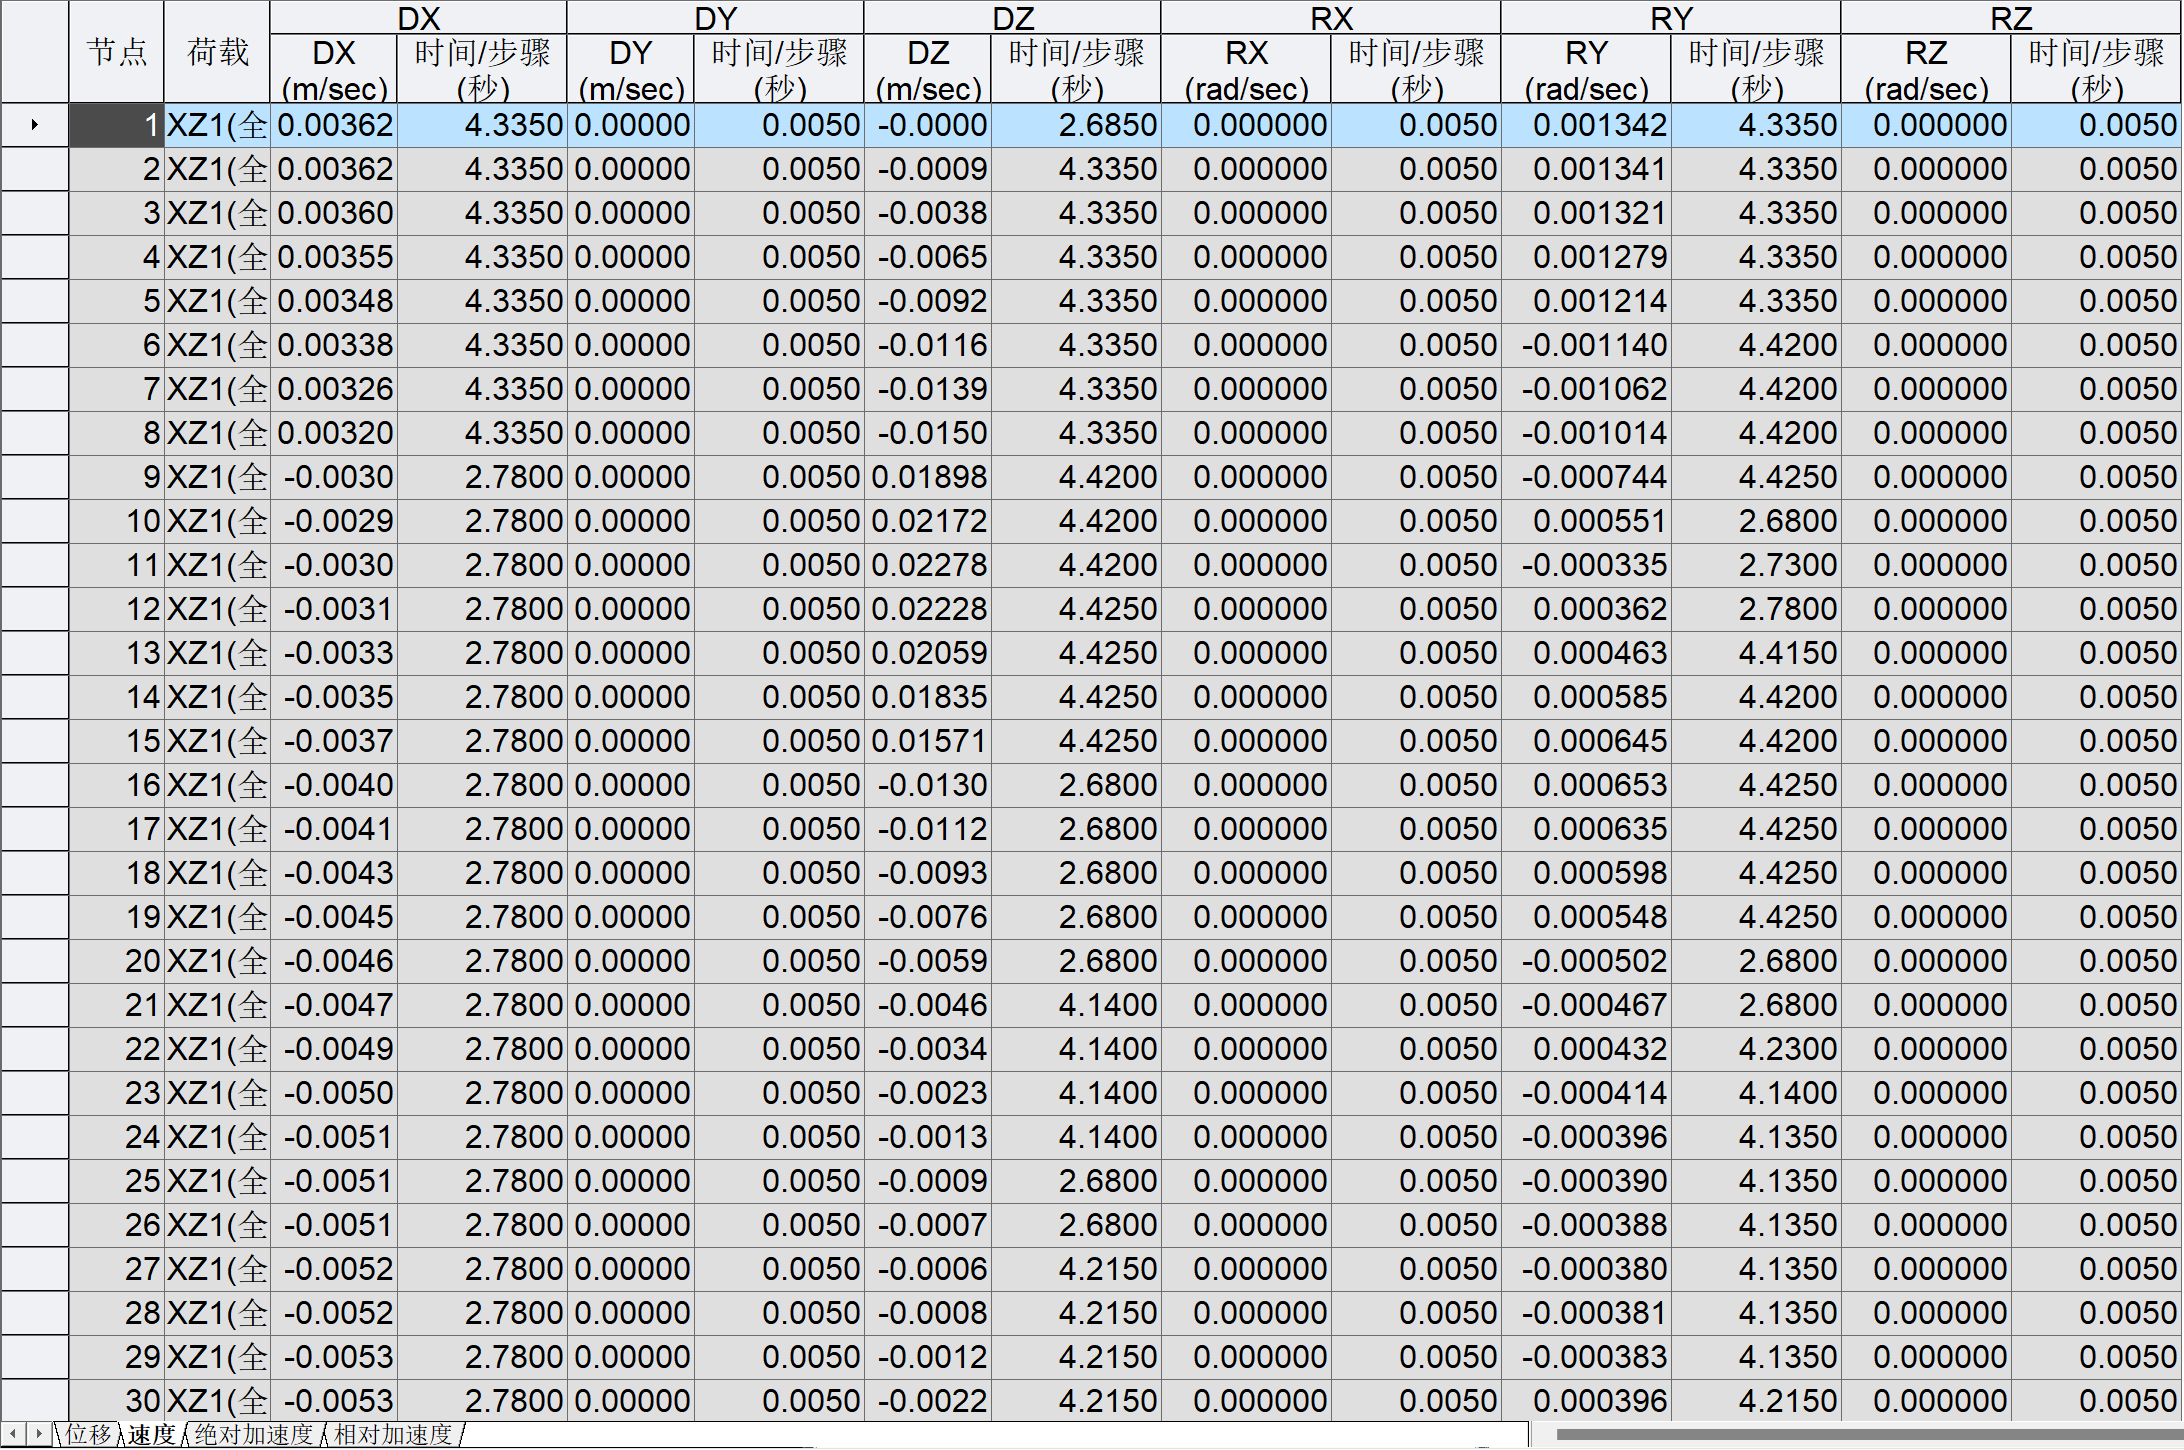 DX DY DZ RX RY RZ
节点 荷载 DX (m/sec) 时间/步骤 (秒) DY (m/sec) 时间/步骤 (秒) DZ (m/sec) 时间/步骤 (秒) RX (rad/sec) 时间/步骤 (秒) RY (rad/sec) 时间/步骤 (秒) RZ (rad/sec) 时间/步骤 (秒)
1 XZ1(全 0.00362 4.3350 0.00000 0.0050 -0.0000 2.6850 0.000000 0.0050 0.001342 4.3350 0.000000 0.0050
2 XZ1(全 0.00362 4.3350 0.00000 0.0050 -0.0009 4.3350 0.000000 0.0050 0.001341 4.3350 0.000000 0.0050
3 XZ1(全 0.00360 4.3350 0.00000 0.0050 -0.0038 4.3350 0.000000 0.0050 0.001321 4.3350 0.000000 0.0050
4 XZ1(全 0.00355 4.3350 0.00000 0.0050 -0.0065 4.3350 0.000000 0.0050 0.001279 4.3350 0.000000 0.0050
5 XZ1(全 0.00348 4.3350 0.00000 0.0050 -0.0092 4.3350 0.000000 0.0050 0.001214 4.3350 0.000000 0.0050
6 XZ1(全 0.00338 4.3350 0.00000 0.0050 -0.0116 4.3350 0.000000 0.0050 -0.001140 4.4200 0.000000 0.0050
7 XZ1(全 0.00326 4.3350 0.00000 0.0050 -0.0139 4.3350 0.000000 0.0050 -0.001062 4.4200 0.000000 0.0050
8 XZ1(全 0.00320 4.3350 0.00000 0.0050 -0.0150 4.3350 0.000000 0.0050 -0.001014 4.4200 0.000000 0.0050
9 XZ1(全 -0.0030 2.7800 0.00000 0.0050 0.01898 4.4200 0.000000 0.0050 -0.000744 4.4250 0.000000 0.0050
10 XZ1(全 -0.0029 2.7800 0.00000 0.0050 0.02172 4.4200 0.000000 0.0050 0.000551 2.6800 0.000000 0.0050
11 XZ1(全 -0.0030 2.7800 0.00000 0.0050 0.02278 4.4200 0.000000 0.0050 -0.000335 2.7300 0.000000 0.0050
12 XZ1(全 -0.0031 2.7800 0.00000 0.0050 0.02228 4.4250 0.000000 0.0050 0.000362 2.7800 0.000000 0.0050
13 XZ1(全 -0.0033 2.7800 0.00000 0.0050 0.02059 4.4250 0.000000 0.0050 0.000463 4.4150 0.000000 0.0050
14 XZ1(全 -0.0035 2.7800 0.00000 0.0050 0.01835 4.4250 0.000000 0.0050 0.000585 4.4200 0.000000 0.0050
15 XZ1(全 -0.0037 2.7800 0.00000 0.0050 0.01571 4.4250 0.000000 0.0050 0.000645 4.4200 0.000000 0.0050
16 XZ1(全 -0.0040 2.7800 0.00000 0.0050 -0.0130 2.6800 0.000000 0.0050 0.000653 4.4250 0.000000 0.0050
17 XZ1(全 -0.0041 2.7800 0.00000 0.0050 -0.0112 2.6800 0.000000 0.0050 0.000635 4.4250 0.000000 0.0050
18 XZ1(全 -0.0043 2.7800 0.00000 0.0050 -0.0093 2.6800 0.000000 0.0050 0.000598 4.4250 0.000000 0.0050
19 XZ1(全 -0.0045 2.7800 0.00000 0.0050 -0.0076 2.6800 0.000000 0.0050 0.000548 4.4250 0.000000 0.0050
20 XZ1(全 -0.0046 2.7800 0.00000 0.0050 -0.0059 2.6800 0.000000 0.0050 -0.000502 2.6800 0.000000 0.0050
21 XZ1(全 -0.0047 2.7800 0.00000 0.0050 -0.0046 4.1400 0.000000 0.0050 -0.000467 2.6800 0.000000 0.0050
22 XZ1(全 -0.0049 2.7800 0.00000 0.0050 -0.0034 4.1400 0.000000 0.0050 0.000432 4.2300 0.000000 0.0050
23 XZ1(全 -0.0050 2.7800 0.00000 0.0050 -0.0023 4.1400 0.000000 0.0050 -0.000414 4.1400 0.000000 0.0050
24 XZ1(全 -0.0051 2.7800 0.00000 0.0050 -0.0013 4.1400 0.000000 0.0050 -0.000396 4.1350 0.000000 0.0050
25 XZ1(全 -0.0051 2.7800 0.00000 0.0050 -0.0009 2.6800 0.000000 0.0050 -0.000390 4.1350 0.000000 0.0050
26 XZ1(全 -0.0051 2.7800 0.00000 0.0050 -0.0007 2.6800 0.000000 0.0050 -0.000388 4.1350 0.000000 0.0050
27 XZ1(全 -0.0052 2.7800 0.00000 0.0050 -0.0006 4.2150 0.000000 0.0050 -0.000380 4.1350 0.000000 0.0050
28 XZ1(全 -0.0052 2.7800 0.00000 0.0050 -0.0008 4.2150 0.000000 0.0050 -0.000381 4.1350 0.000000 0.0050
29 XZ1(全 -0.0053 2.7800 0.00000 0.0050 -0.0012 4.2150 0.000000 0.0050 -0.000383 4.1350 0.000000 0.0050
30 XZ1(全 -0.0053 2.7800 0.00000 0.0050 -0.0022 4.2150 0.000000 0.0050 0.000396 4.2150 0.000000 0.0050
位移 速度 绝对加速度 相对加速度